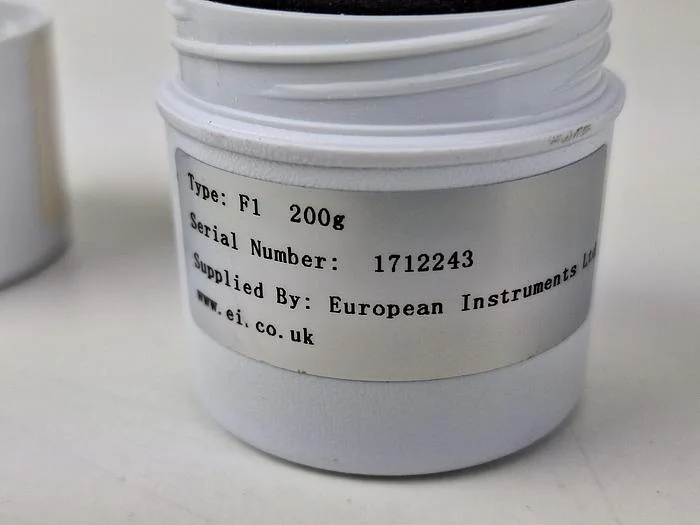 Type: F1 200g
Serial Number: 1712243
Supplied By: European Instruments Ltd
www.ei.co.uk